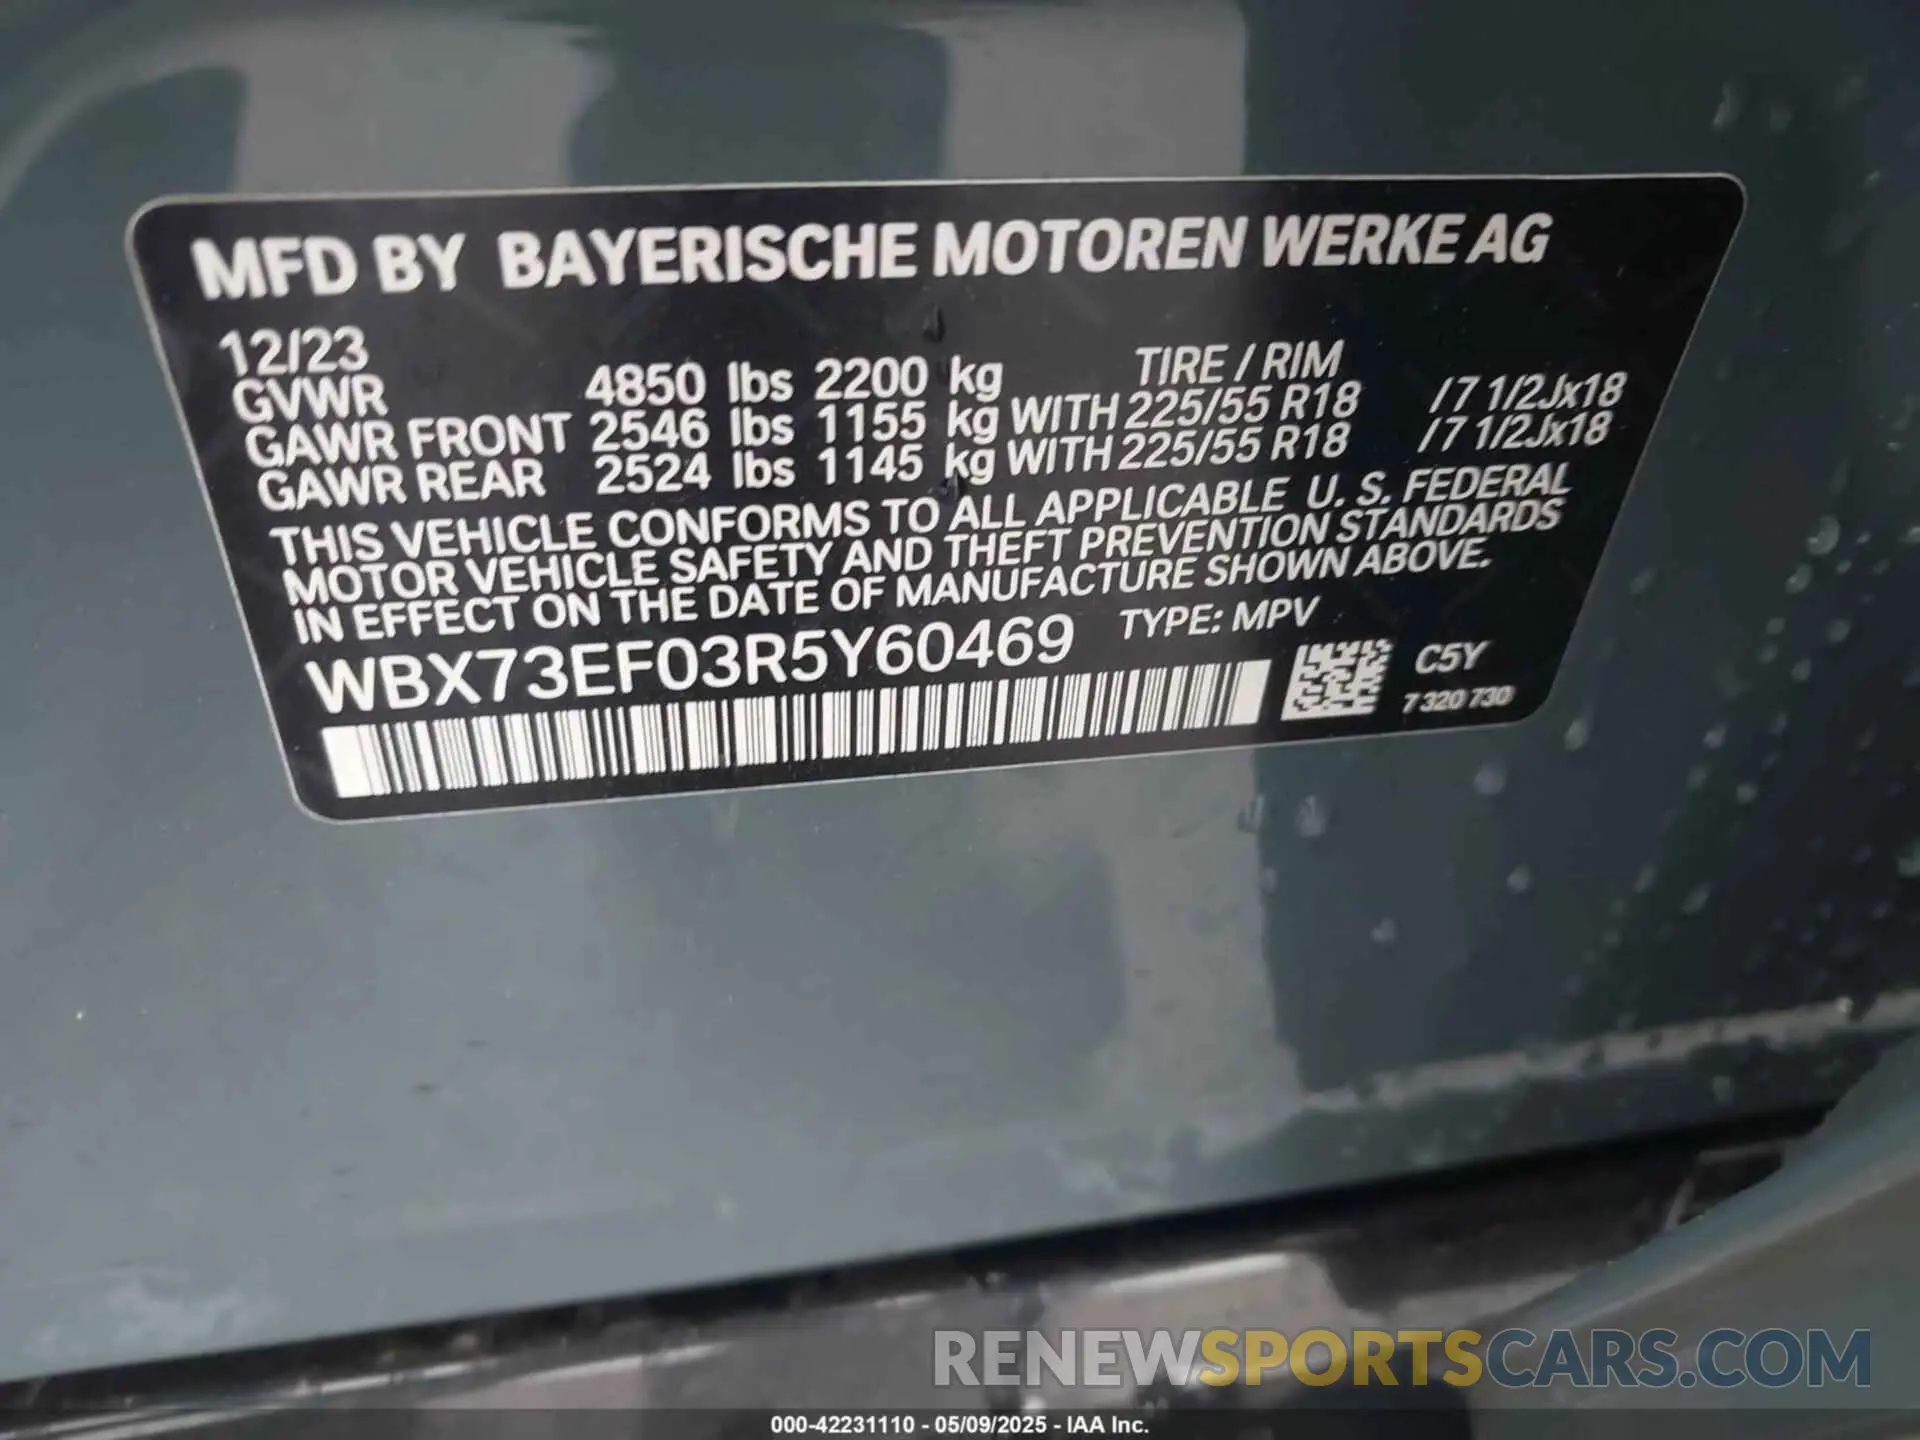 MFD BY BAYERISCHE MOTOREN WERKE AG
12/23 TIRE / RIM
GVWR 4850 lbs 2200 kg
GAWR FRONT 2546 lbs 1155 kg WITH 225/55 R18 /7 1/2Jx18
GAWR REAR 2524 lbs 1145 kg WITH 225/55 R18 /7 1/2Jx18
THIS VEHICLE CONFORMS TO ALL APPLICABLE U. S. FEDERAL
MOTOR VEHICLE SAFETY AND THEFT PREVENTION STANDARDS
IN EFFECT ON THE DATE OF MANUFACTURE SHOWN ABOVE.
WBX73EF03R5Y60469 TYPE: MPV
C5Y
7 320 730
RENEWSPORTSCARS.COM
000-42231110 - 05/09/2025 - IAA Inc.